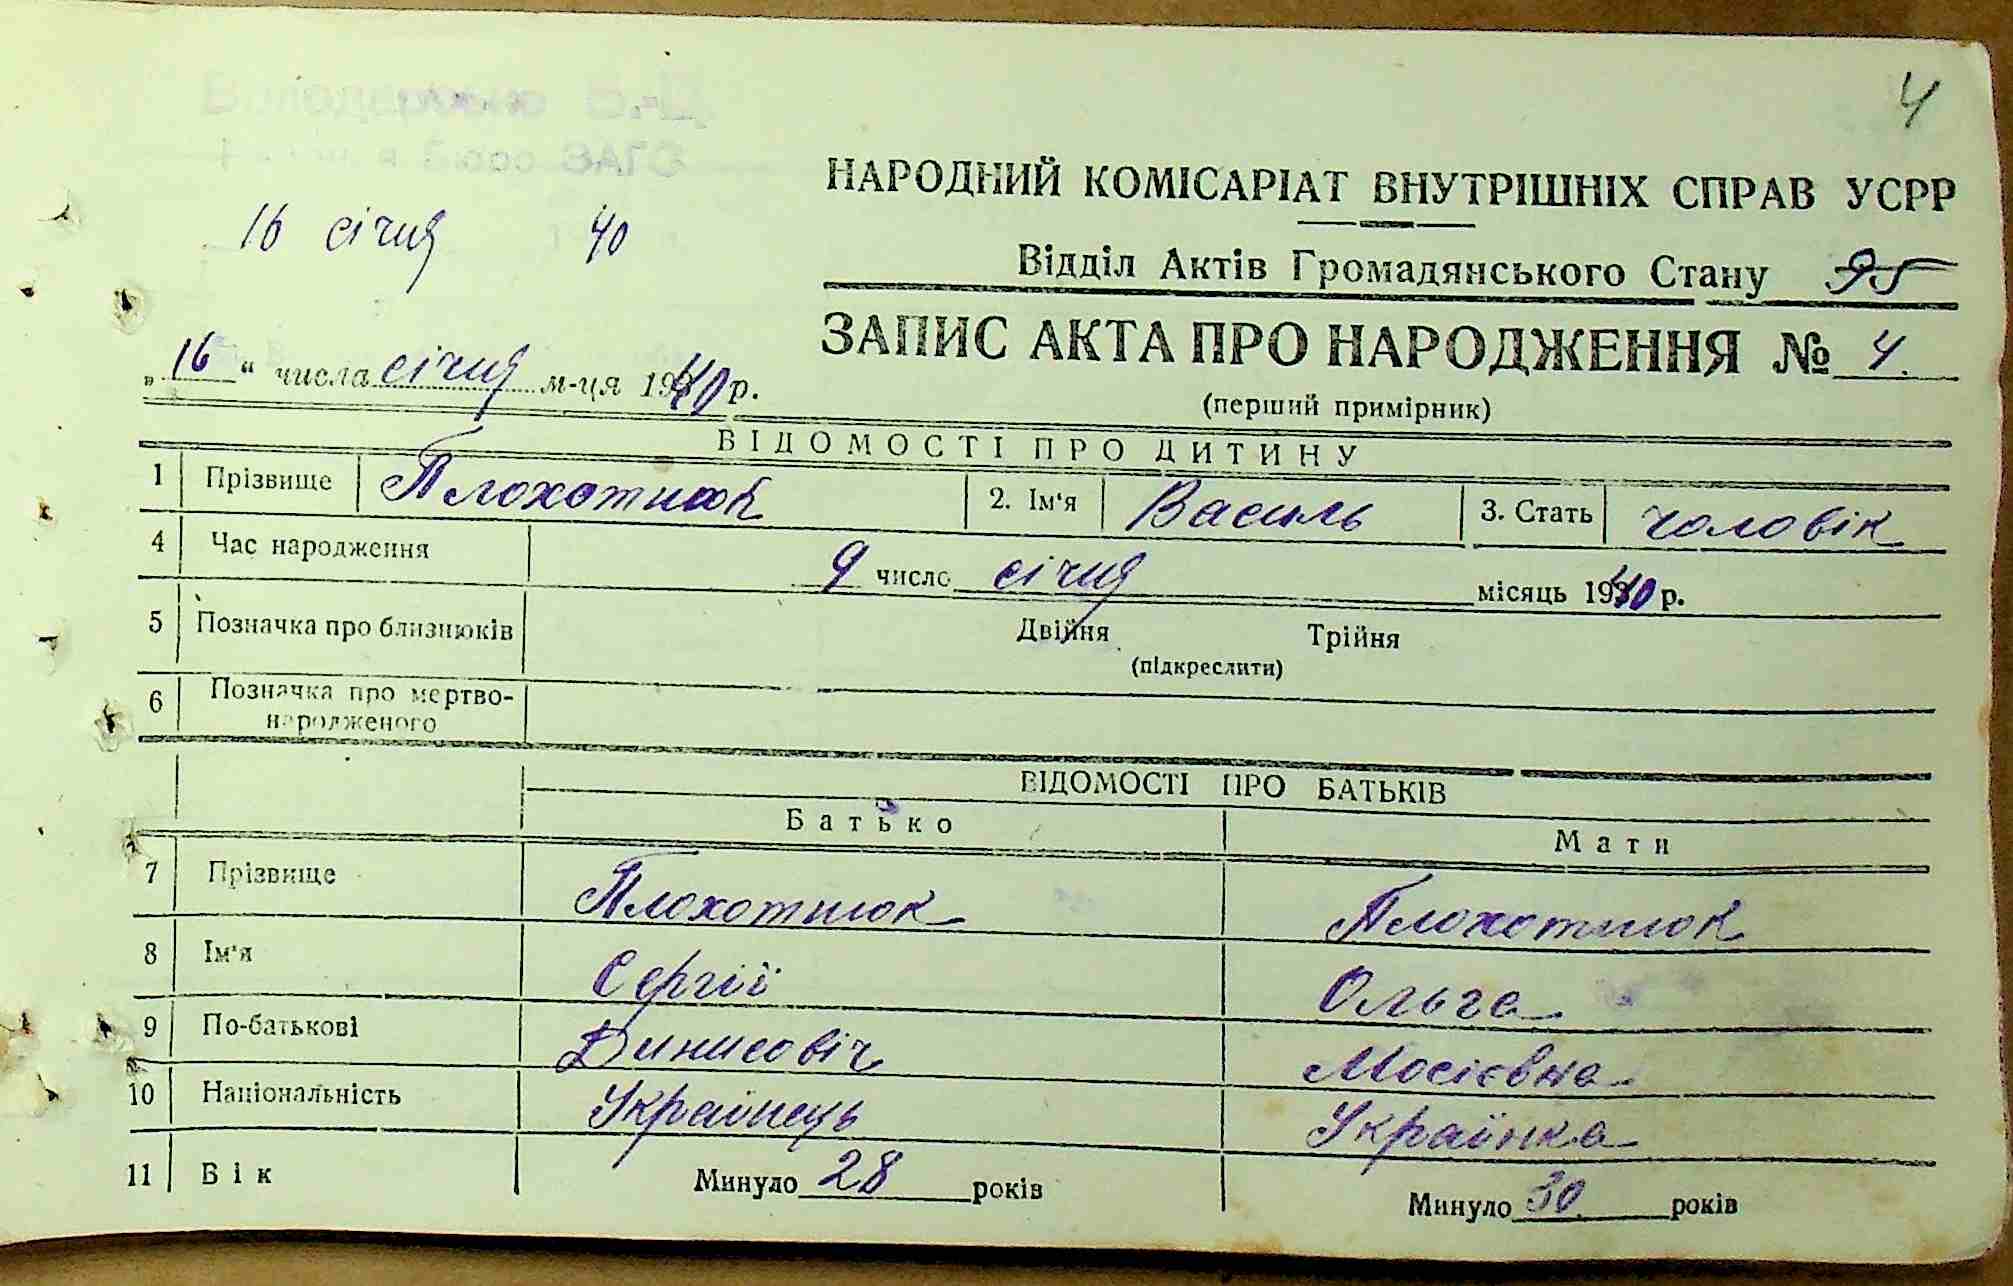 4
НАРОДНИЙ КОМІСАРІАТ ВНУТРІШНІХ СПРАВ УСРР
16 січня 40
Відділ Актів Громадянського Стану 95
ЗАПИС АКТА ПРО НАРОДЖЕННЯ № 4.
„16“ числа січня м-ця 1940 р.
(перший примірник)
ВІДОМОСТІ ПРО ДИТИНУ
1 Прізвище Плохотнюк 2. Ім'я Василь 3. Стать чоловік
4 Час народження 9 число січня місяць 1940 р.
5 Позначка про близнюків Двійня Трійня
(підкреслити)
6 Позначка про мертво-
народженого
ВІДОМОСТІ ПРО БАТЬКІВ
Батько Мати
7 Прізвище Плохотнюк Плохотнюк
8 Ім'я Сергії Ольга
9 По-батькові Динисовіч Мосієвна
10 Національність Украінець Українка
11 Вік Минуло 28 років Минуло 30 років